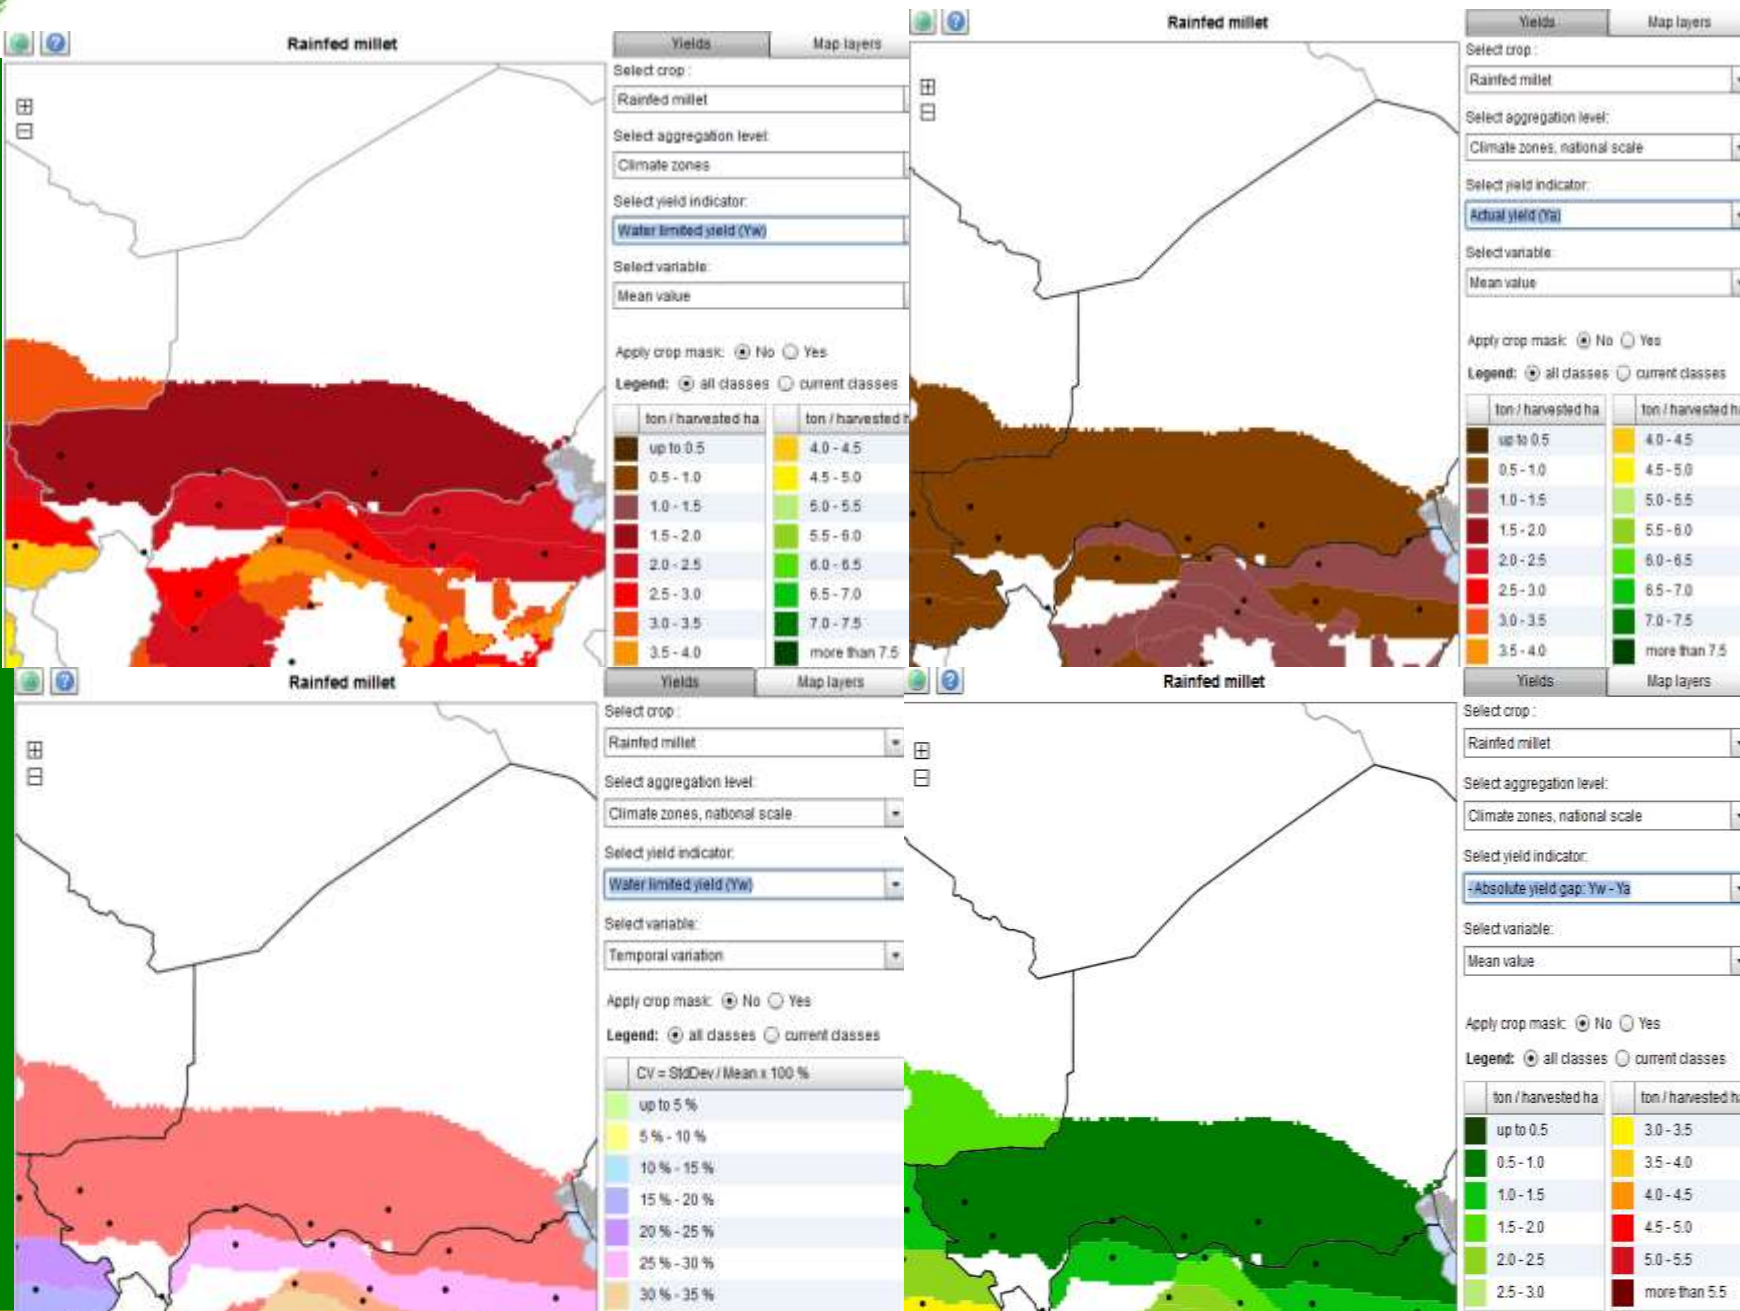 Rainfed millet
Yields Map layers
Select crop :
Rainfed millet
Select aggregation level:
Climate zones
Select yield indicator:
Water limited yield (Yw)
Select variable:
Mean value
Apply crop mask: No Yes
Legend: all classes current classes
ton / harvested ha ton / harvested h
up to 0.5 4.0 - 4.5
0.5 - 1.0 4.5 - 5.0
1.0 - 1.5 5.0 - 5.5
1.5 - 2.0 5.5 - 6.0
2.0 - 2.5 6.0 - 6.5
2.5 - 3.0 6.5 - 7.0
3.0 - 3.5 7.0 - 7.5
3.5 - 4.0 more than 7.5
Rainfed millet
Yields Map layers
Select crop :
Rainfed millet
Select aggregation level:
Climate zones, national scale
Select yield indicator:
Actual yield (Ya)
Select variable:
Mean value
Apply crop mask: No Yes
Legend: all classes current classes
ton / harvested ha ton / harvested ha
up to 0.5 4.0 - 4.5
0.5 - 1.0 4.5 - 5.0
1.0 - 1.5 5.0 - 5.5
1.5 - 2.0 5.5 - 6.0
2.0 - 2.5 6.0 - 6.5
2.5 - 3.0 6.5 - 7.0
3.0 - 3.5 7.0 - 7.5
3.5 - 4.0 more than 7.5
Rainfed millet
Yields Map layers
Select crop :
Rainfed millet
Select aggregation level:
Climate zones, national scale
Select yield indicator:
Water limited yield (Yw)
Select variable:
Temporal variation
Apply crop mask: No Yes
Legend: all classes current classes
CV = StdDev / Mean x 100 %
up to 5 %
5 % - 10 %
10 % - 15 %
15 % - 20 %
20 % - 25 %
25 % - 30 %
30 % - 35 %
Rainfed millet
Yields Map layers
Select crop :
Rainfed millet
Select aggregation level:
Climate zones, national scale
Select yield indicator:
- Absolute yield gap: Yw - Ya
Select variable:
Mean value
Apply crop mask: No Yes
Legend: all classes current classes
ton / harvested ha ton / harvested ha
up to 0.5 3.0 - 3.5
0.5 - 1.0 3.5 - 4.0
1.0 - 1.5 4.0 - 4.5
1.5 - 2.0 4.5 - 5.0
2.0 - 2.5 5.0 - 5.5
2.5 - 3.0 more than 5.5